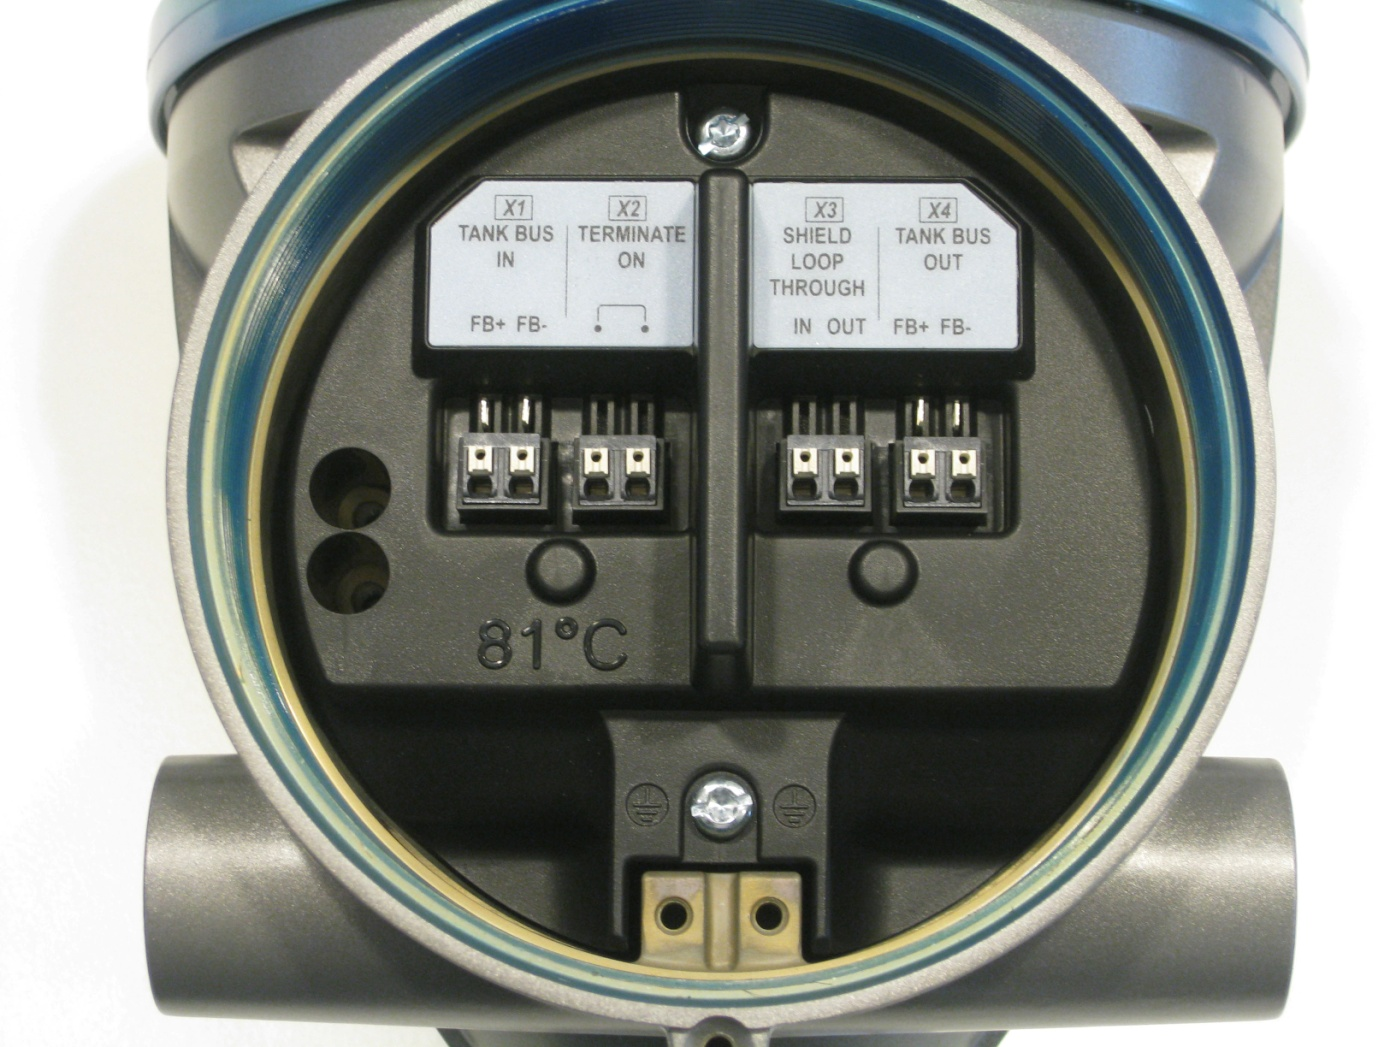 X1
TANK BUS
IN
FB+ FB-
X2
TERMINATE
ON
X3
SHIELD
LOOP
THROUGH
IN OUT
X4
TANK BUS
OUT
FB+ FB-
81°C